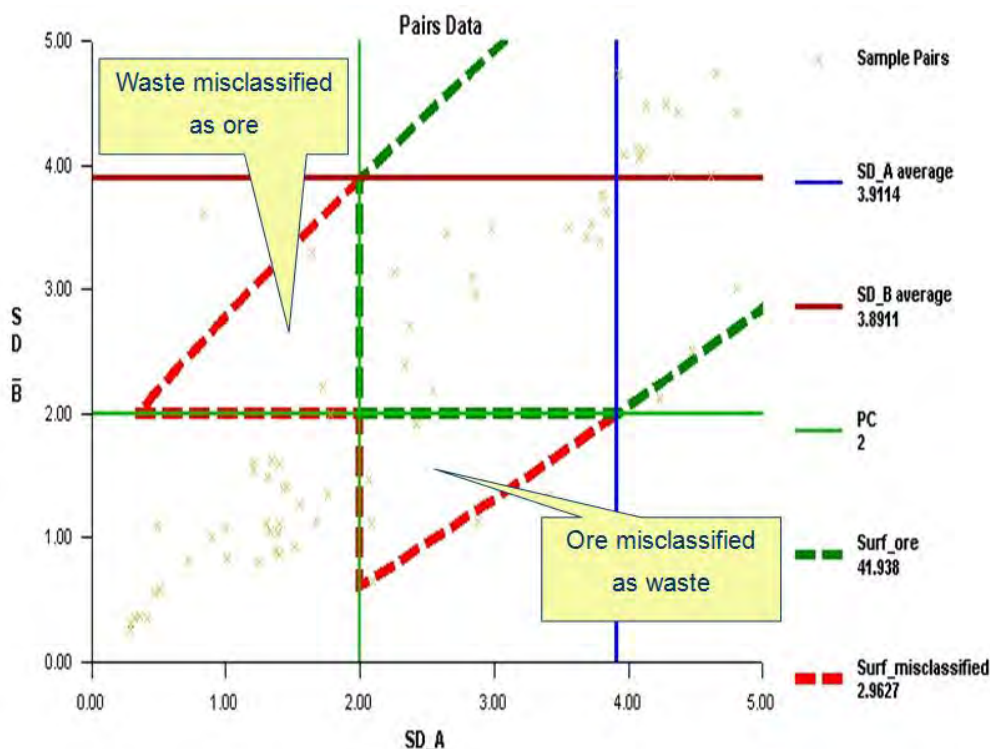 Pairs Data
5.00
4.00
3.00
2.00
1.00
0.00
S
D
_
B
Waste misclassified
as ore
Ore misclassified
as waste
0.00 1.00 2.00 3.00 4.00 5.00
SD_A
Sample Pairs
SD_A average
3.9114
SD_B average
3.8911
PC
2
Surf_ore
41.938
Surf_misclassified
2.9627